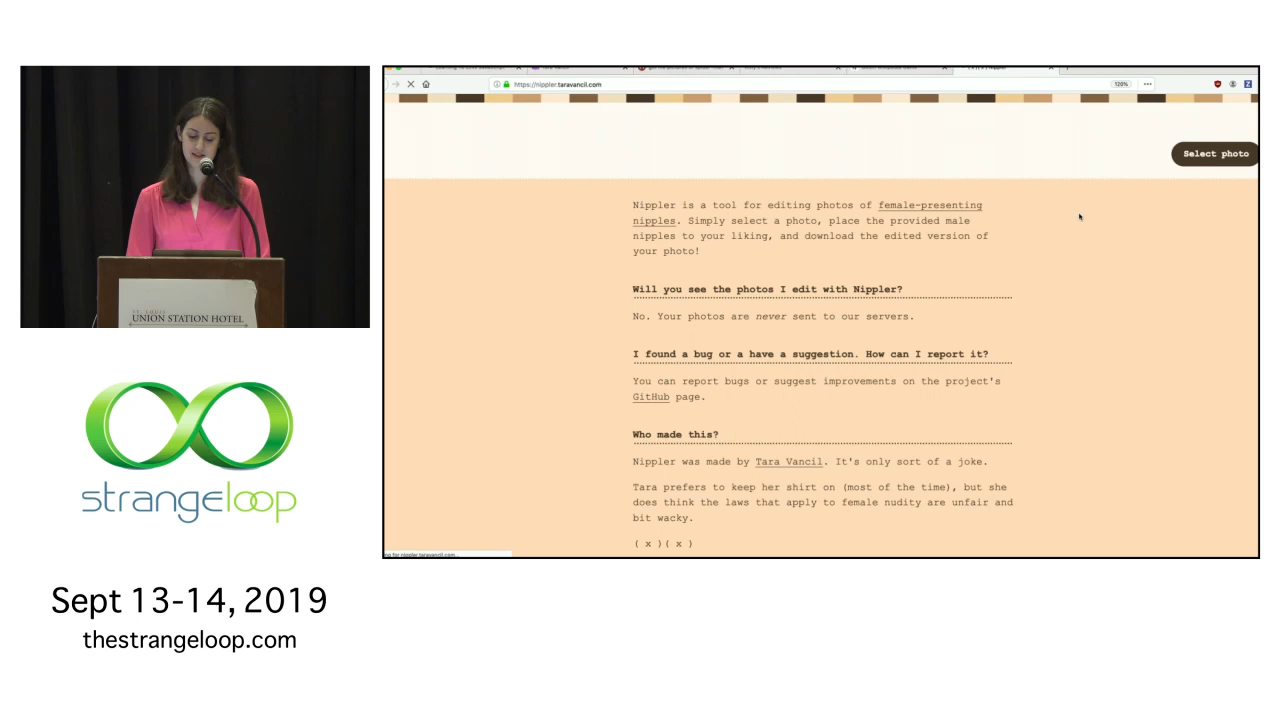 https://nippler.taravancil.com
120%
Select photo
Nippler is a tool for editing photos of female-presenting
nipples. Simply select a photo, place the provided male
nipples to your liking, and download the edited version of
your photo!
Will you see the photos I edit with Nippler?
No. Your photos are never sent to our servers.
I found a bug or a have a suggestion. How can I report it?
You can report bugs or suggest improvements on the project's
GitHub page.
Who made this?
Nippler was made by Tara Vancil. It's only sort of a joke.
Tara prefers to keep her shirt on (most of the time), but she
does think the laws that apply to female nudity are unfair and
bit wacky.
( x )( x )
ST. LOUIS
UNION STATION HOTEL
strangeloop
Sept 13-14, 2019
thestrangeloop.com